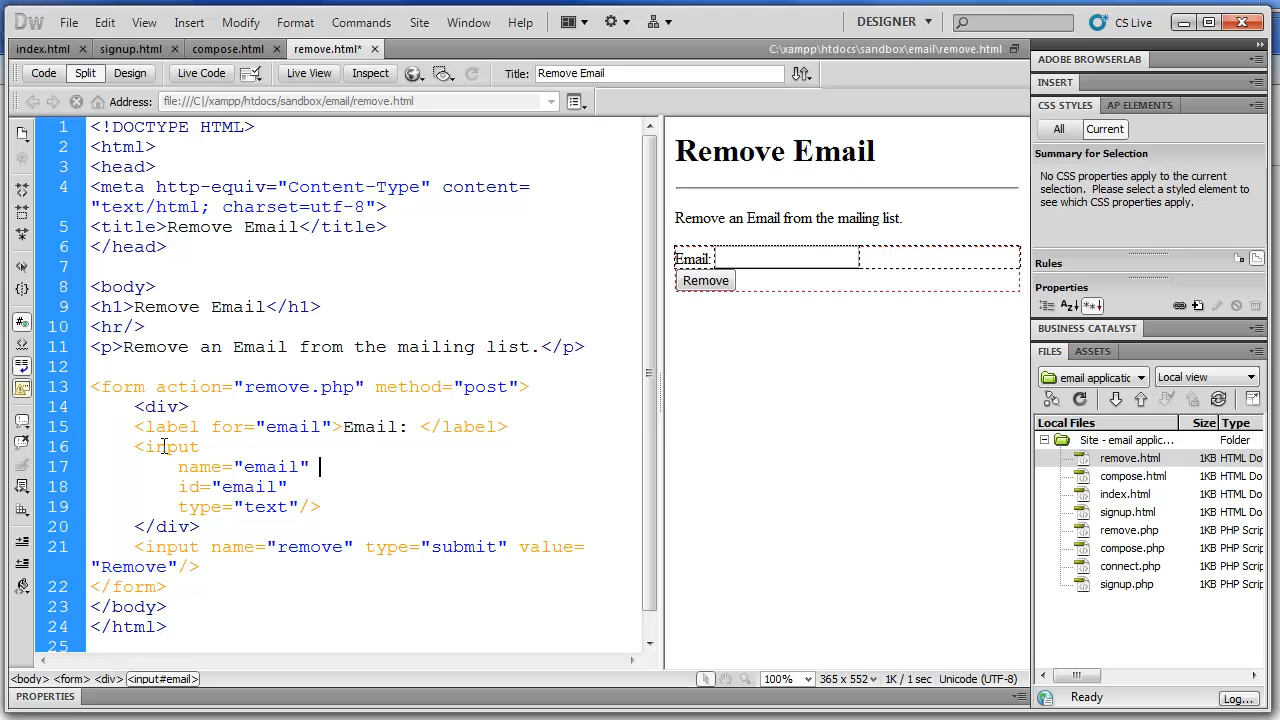 Dw File Edit View Insert Modify Format Commands Site Window Help DESIGNER CS Live
index.html signup.html compose.html remove.html* C:\xampp\htdocs\sandbox\email\remove.html
Code Split Design Live Code Live View Inspect Title: Remove Email
Address: file:///C|/xampp/htdocs/sandbox/email/remove.html
1 <!DOCTYPE HTML>
2 <html>
3 <head>
4 <meta http-equiv="Content-Type" content=
"text/html; charset=utf-8">
5 <title>Remove Email</title>
6 </head>
7
8 <body>
9 <h1>Remove Email</h1>
10 <hr/>
11 <p>Remove an Email from the mailing list.</p>
12
13 <form action="remove.php" method="post">
14 <div>
15 <label for="email">Email: </label>
16 <input
17 name="email"
18 id="email"
19 type="text"/>
20 </div>
21 <input name="remove" type="submit" value=
"Remove"/>
22 </form>
23 </body>
24 </html>
25
Remove Email
Remove an Email from the mailing list.
Email:
Remove
<body> <form> <div> <input#email> 100% 365 x 552 1K / 1 sec Unicode (UTF-8)
PROPERTIES
ADOBE BROWSERLAB
INSERT
CSS STYLES AP ELEMENTS
All Current
Summary for Selection
No CSS properties apply to the current
selection. Please select a styled element to
see which CSS properties apply.
Rules
Properties
BUSINESS CATALYST
FILES ASSETS
email applicatic Local view
Local Files Size Type
Site - email applic... Folder
remove.html 1KB HTML Do
compose.html 1KB HTML Do
index.html 1KB HTML Do
signup.html 1KB HTML Do
remove.php 1KB PHP Scrip
compose.php 1KB PHP Scrip
connect.php 1KB PHP Scrip
signup.php 1KB PHP Scrip
Ready Log...